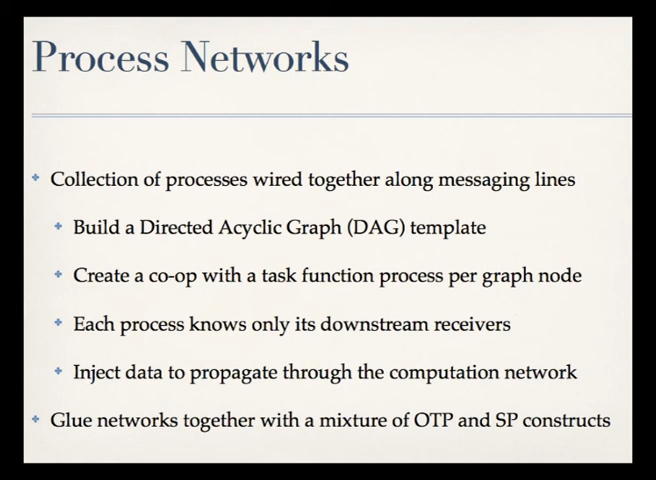 Process Networks
Collection of processes wired together along messaging lines
Build a Directed Acyclic Graph (DAG) template
Create a co-op with a task function process per graph node
Each process knows only its downstream receivers
Inject data to propagate through the computation network
Glue networks together with a mixture of OTP and SP constructs